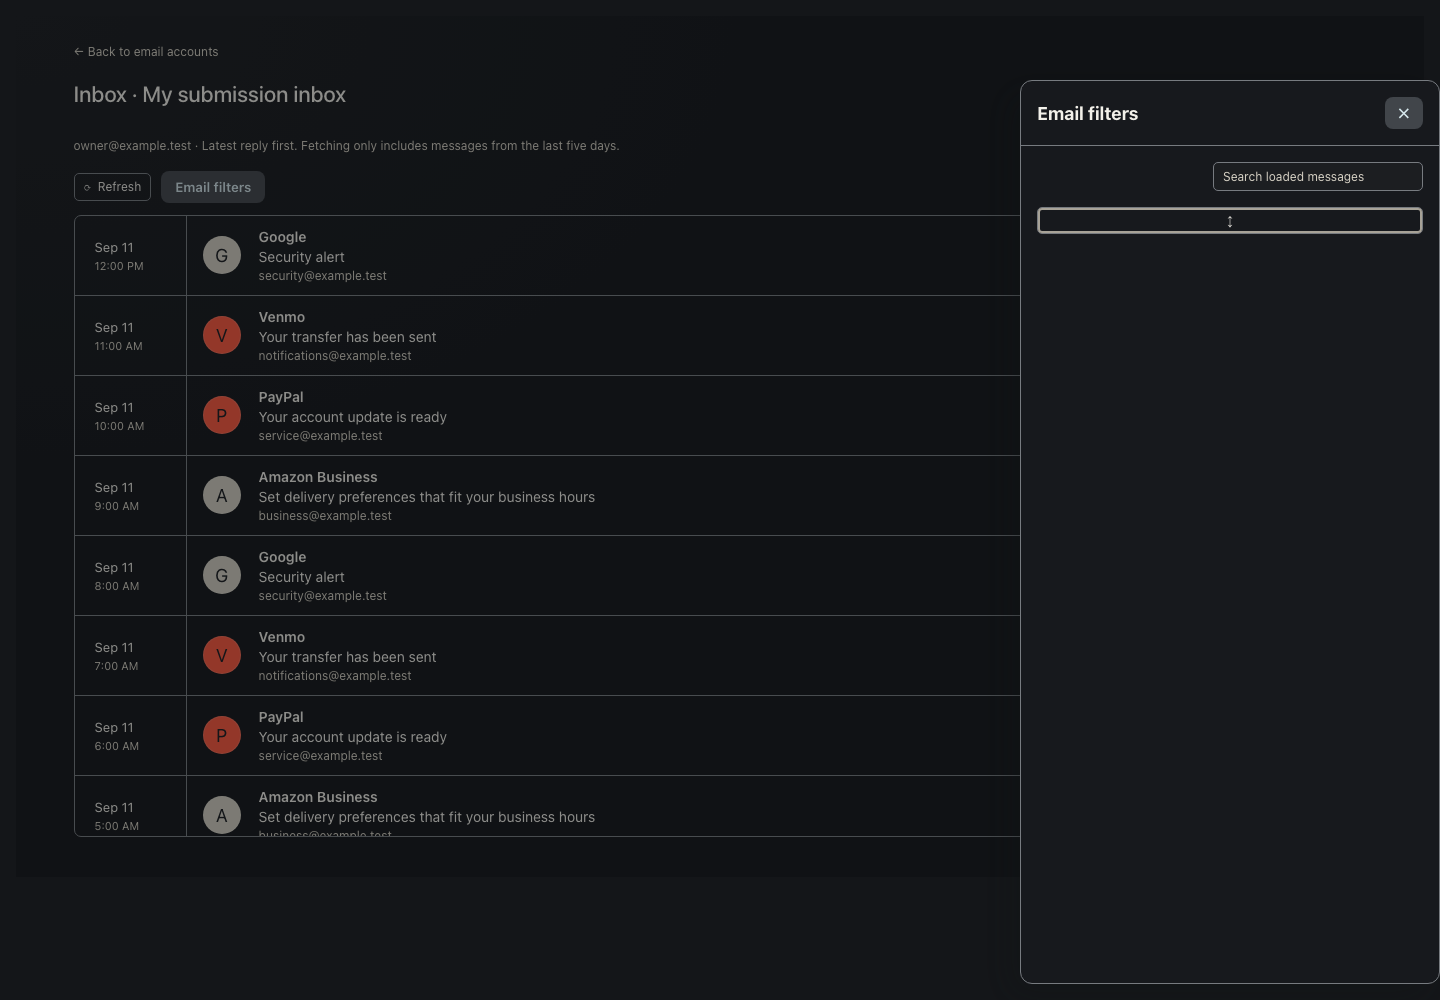 ← Back to email accounts
Inbox · My submission inbox
owner@example.test · Latest reply first. Fetching only includes messages from the last five days.
⟳ Refresh
Email filters
Sep 11
12:00 PM
G
Google
Security alert
security@example.test
Sep 11
11:00 AM
V
Venmo
Your transfer has been sent
notifications@example.test
Sep 11
10:00 AM
P
PayPal
Your account update is ready
service@example.test
Sep 11
9:00 AM
A
Amazon Business
Set delivery preferences that fit your business hours
business@example.test
Sep 11
8:00 AM
G
Google
Security alert
security@example.test
Sep 11
7:00 AM
V
Venmo
Your transfer has been sent
notifications@example.test
Sep 11
6:00 AM
P
PayPal
Your account update is ready
service@example.test
Sep 11
5:00 AM
A
Amazon Business
Set delivery preferences that fit your business hours
business@example.test
Email filters
×
Search loaded messages
↕